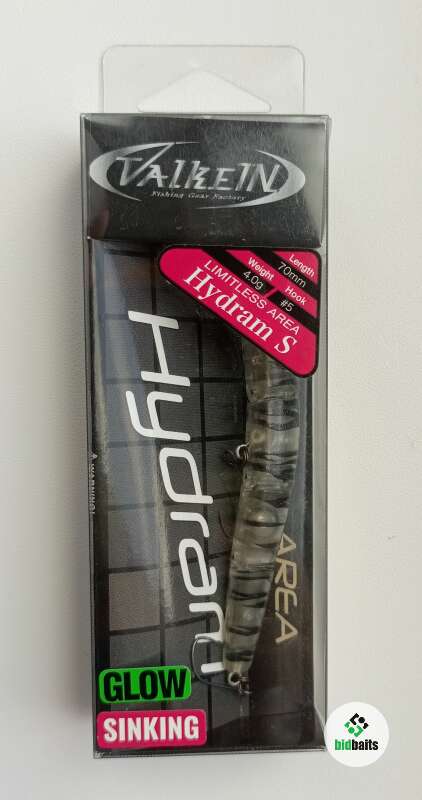 VALKEIN
Fishing Gear Factory
Length
70mm
Weight
4.0g
Hook
#5
LIMITLESS AREA
Hydram S
Hydram
AREA
WARNING!
GLOW
SINKING
bidbaits